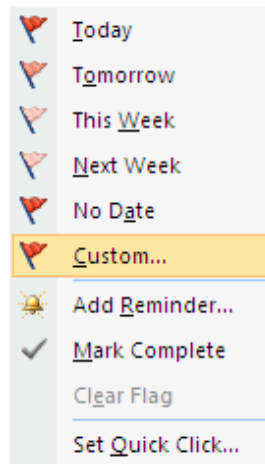 Today
Tomorrow
This Week
Next Week
No Date
Custom...
Add Reminder...
Mark Complete
Clear Flag
Set Quick Click...